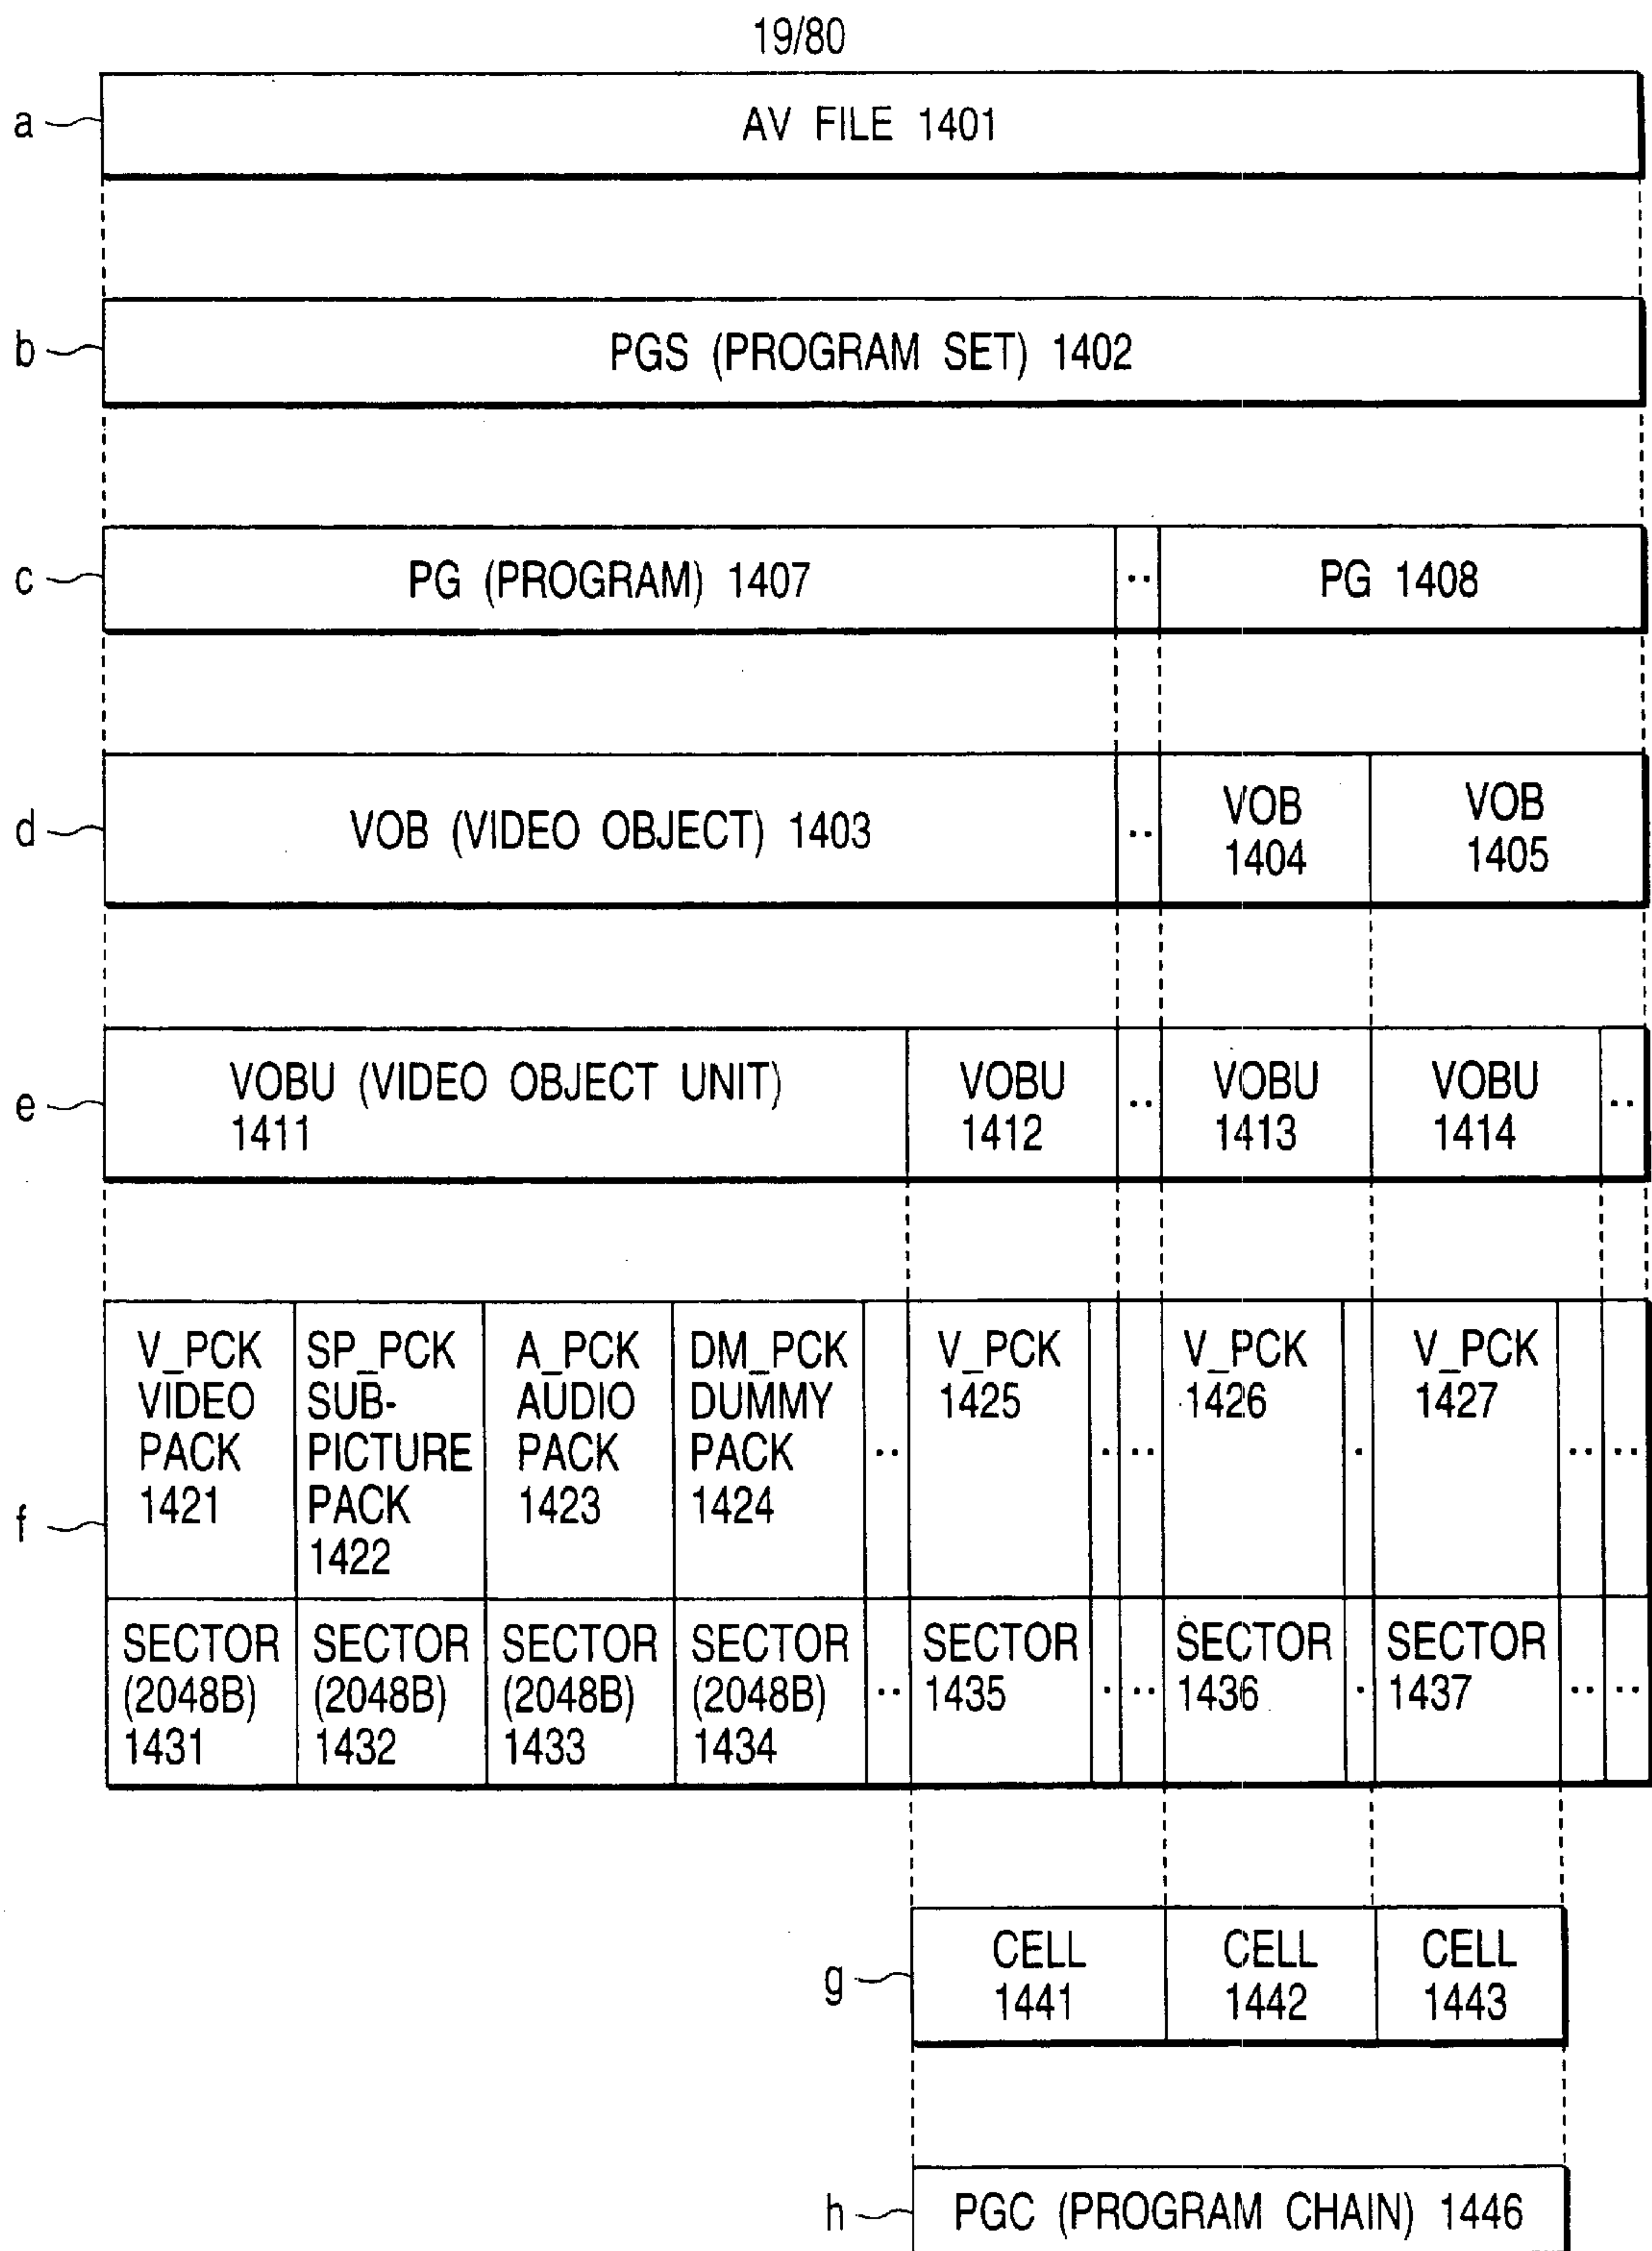 19/80
a
AV FILE 1401
b
PGS (PROGRAM SET) 1402
c
PG (PROGRAM) 1407
..
PG 1408
d
VOB (VIDEO OBJECT) 1403
..
VOB
1404
VOB
1405
e
VOBU (VIDEO OBJECT UNIT)
1411
VOBU
1412
..
VOBU
1413
VOBU
1414
..
f
V_PCK
VIDEO
PACK
1421
SP_PCK
SUB-
PICTURE
PACK
1422
A_PCK
AUDIO
PACK
1423
DM_PCK
DUMMY
PACK
1424
..
V_PCK
1425
.
..
V_PCK
1426
.
V_PCK
1427
..
..
SECTOR
(2048B)
1431
SECTOR
(2048B)
1432
SECTOR
(2048B)
1433
SECTOR
(2048B)
1434
..
SECTOR
1435
.
..
SECTOR
1436
.
SECTOR
1437
..
..
g
CELL
1441
CELL
1442
CELL
1443
h
PGC (PROGRAM CHAIN) 1446